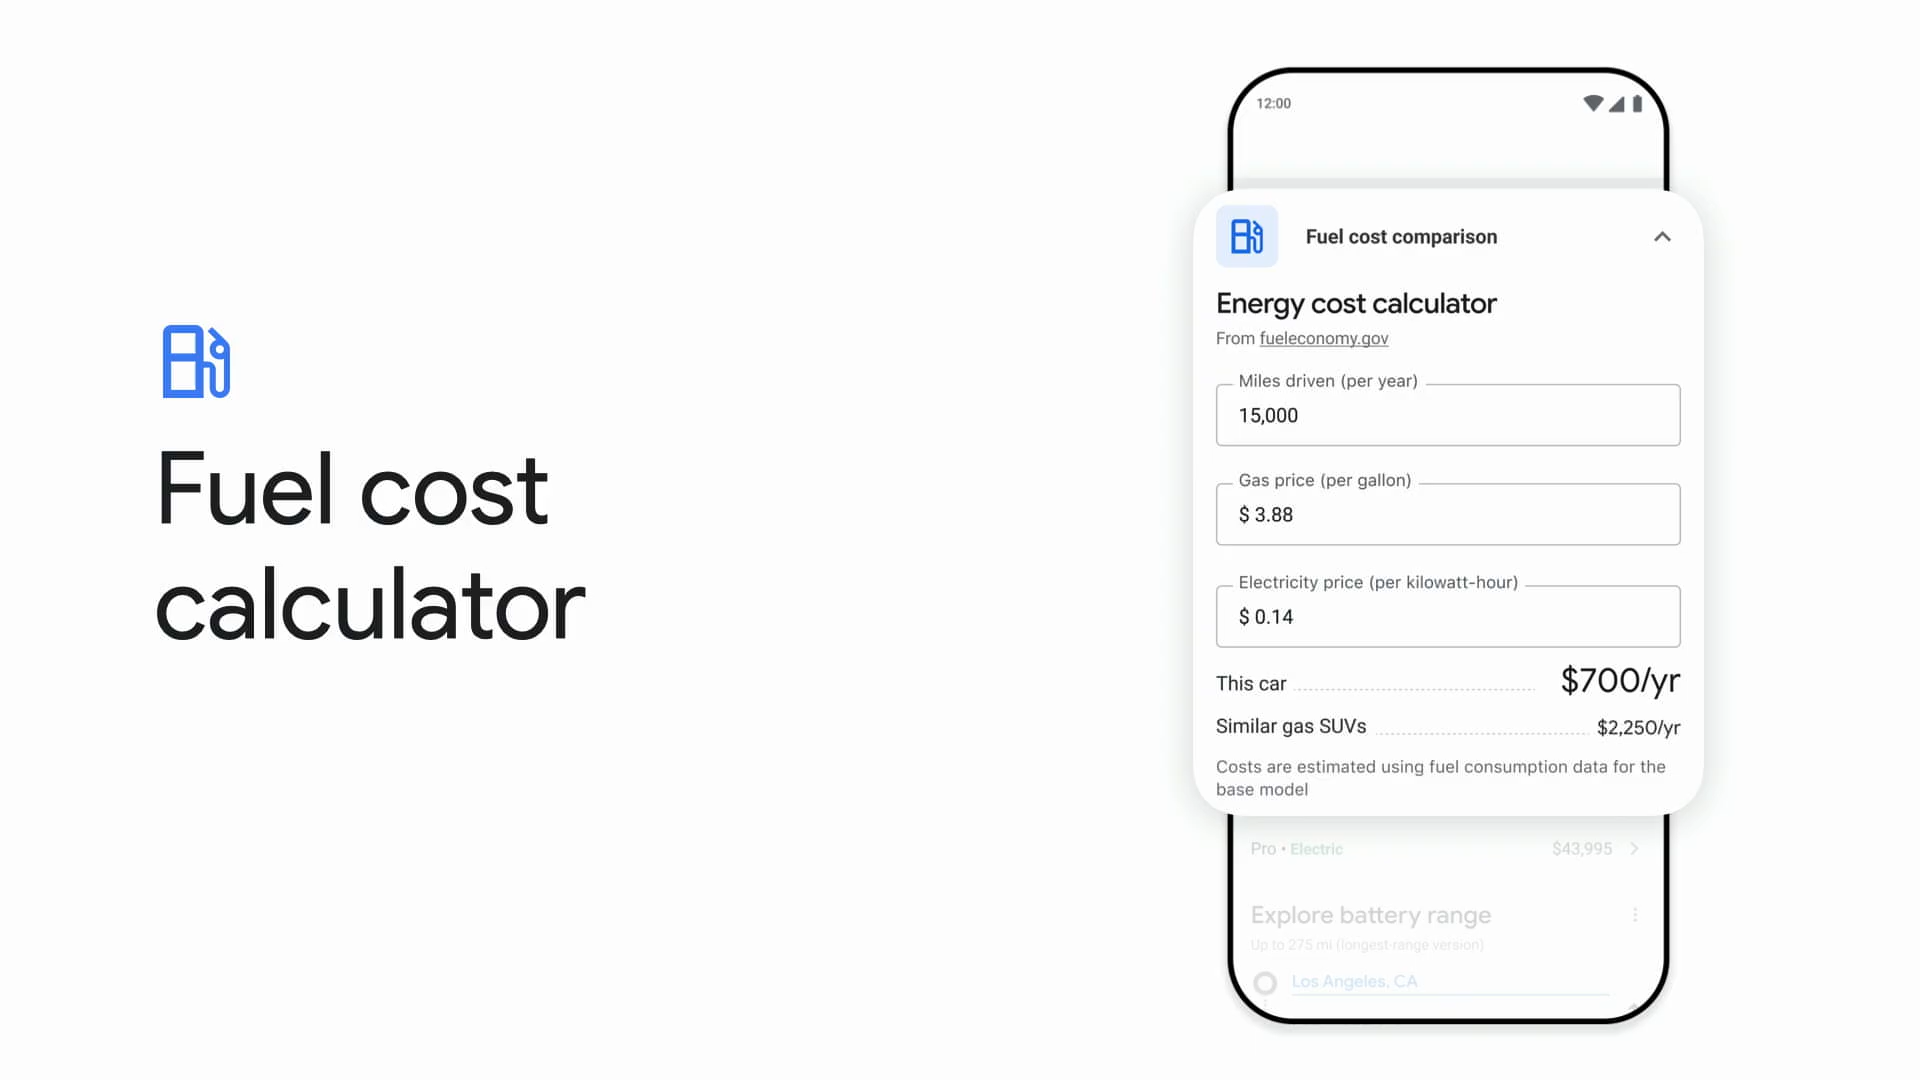 Fuel cost
calculator
12:00
Fuel cost comparison
Energy cost calculator
From fueleconomy.gov
Miles driven (per year)
15,000
Gas price (per gallon)
$ 3.88
Electricity price (per kilowatt-hour)
$ 0.14
This car $700/yr
Similar gas SUVs $2,250/yr
Costs are estimated using fuel consumption data for the
base model
Pro • Electric $43,995
Explore battery range
Up to 275 mi (longest-range version)
Los Angeles, CA